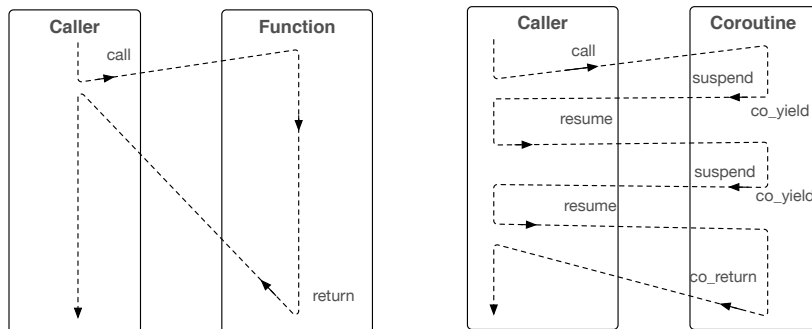 Caller
Function
call
return
Caller
Coroutine
call
suspend
co_yield
resume
suspend
co_yield
resume
co_return